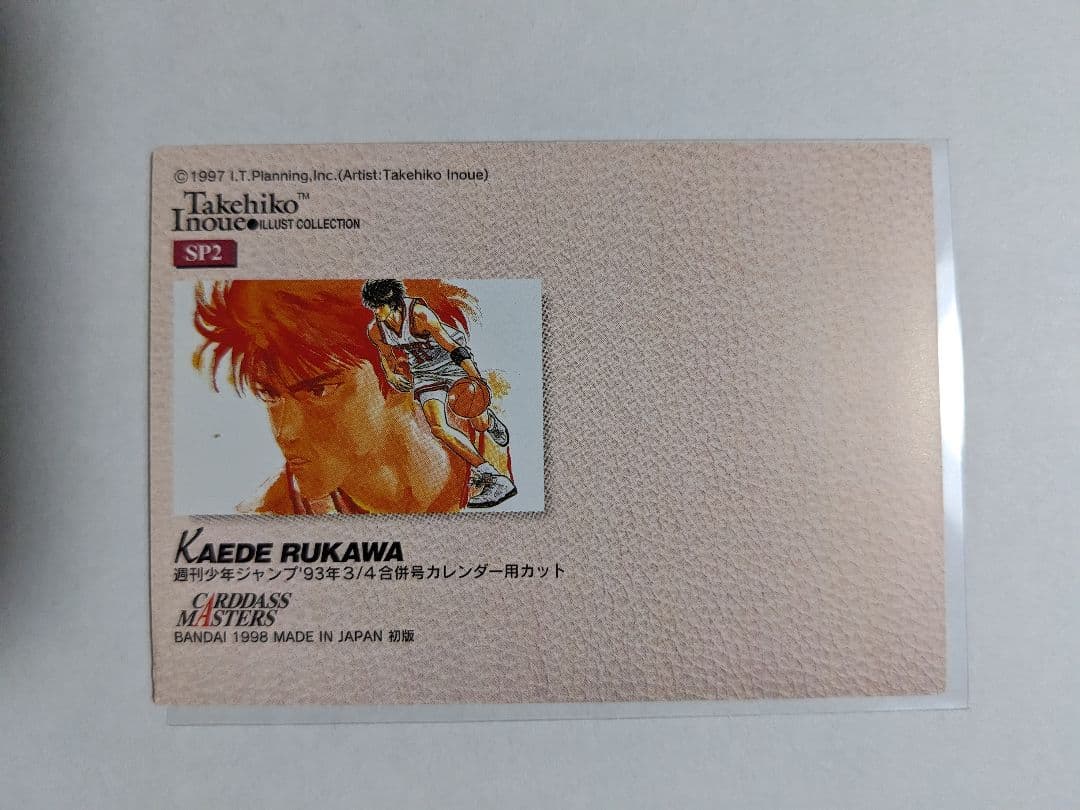 ©1997 I.T.Planning,Inc.(Artist:Takehiko Inoue)
Takehiko™
Inoue●ILLUST COLLECTION
SP2
KAEDE RUKAWA
週刊少年ジャンプ'93年3/4合併号カレンダー用カット
CARDDASS
MASTERS
BANDAI 1998 MADE IN JAPAN 初版